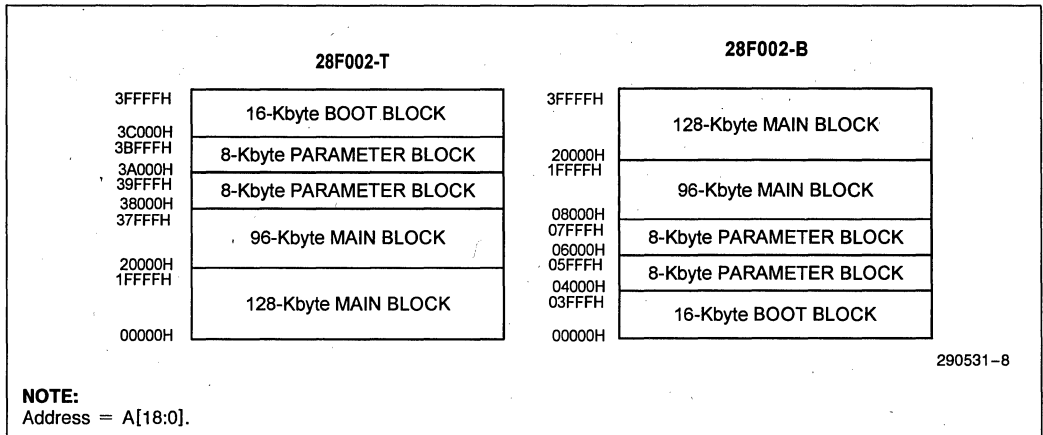 28F002-T
3FFFFH
16-Kbyte BOOT BLOCK
3C000H
3BFFFH
8-Kbyte PARAMETER BLOCK
3A000H
39FFFH
8-Kbyte PARAMETER BLOCK
38000H
37FFFH
96-Kbyte MAIN BLOCK
20000H
1FFFFH
128-Kbyte MAIN BLOCK
00000H
28F002-B
3FFFFH
128-Kbyte MAIN BLOCK
20000H
1FFFFH
96-Kbyte MAIN BLOCK
08000H
07FFFH
8-Kbyte PARAMETER BLOCK
06000H
05FFFH
8-Kbyte PARAMETER BLOCK
04000H
03FFFH
16-Kbyte BOOT BLOCK
00000H
290531-8
NOTE:
Address = A[18:0].